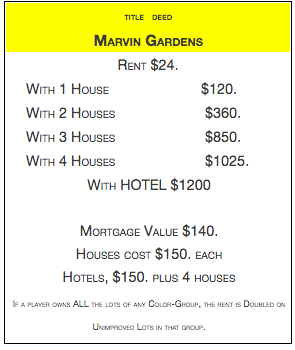 TITLE DEED
MARVIN GARDENS
RENT $24.
WITH 1 HOUSE $120.
WITH 2 HOUSES $360.
WITH 3 HOUSES $850.
WITH 4 HOUSES $1025.
WITH HOTEL $1200
MORTGAGE VALUE $140.
HOUSES COST $150. EACH
HOTELS, $150. PLUS 4 HOUSES
IF A PLAYER OWNS ALL THE LOTS OF ANY COLOR-GROUP, THE RENT IS DOUBLED ON
UNIMPROVED LOTS IN THAT GROUP.